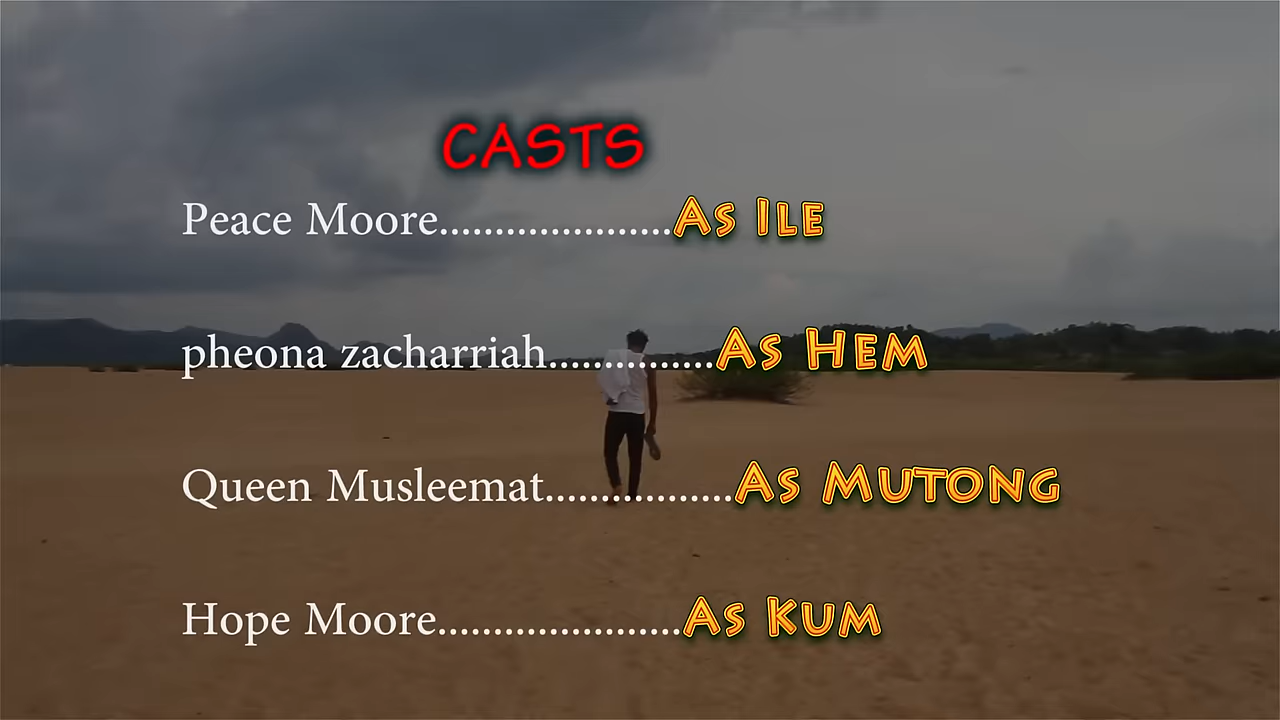 CASTS
Peace Moore.....................As Ile
pheona zacharriah...............As Hem
Queen Musleemat.................As Mutong
Hope Moore......................As Kum